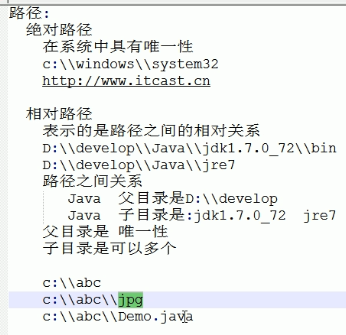 路径:
绝对路径
在系统中具有唯一性
c:\\windows\\system32
http://www.itcast.cn
相对路径
表示的是路径之间的相对关系
D:\\develop\\Java\\jdk1.7.0_72\\bin
D:\\develop\\Java\\jre7
路径之间关系
Java 父目录是D:\\develop
Java 子目录是:jdk1.7.0_72 jre7
父目录是 唯一性
子目录是可以多个
c:\\abc
c:\\abc\\jpg
c:\\abc\\Demo.java